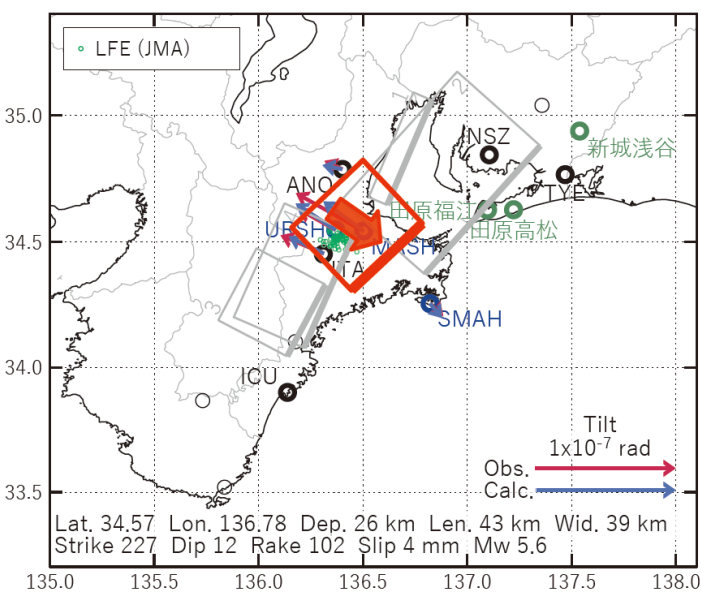 LFE (JMA)
35.0
34.5
34.0
33.5
NSZ
新城浅谷
TYE
ANO
田原福江
田原高松
URSH
MASH
ITA
SMAH
ICU
Tilt
1x10-7 rad
Obs.
Calc.
Lat. 34.57 Lon. 136.78 Dep. 26 km Len. 43 km Wid. 39 km
Strike 227 Dip 12 Rake 102 Slip 4 mm Mw 5.6
135.0 135.5 136.0 136.5 137.0 137.5 138.0